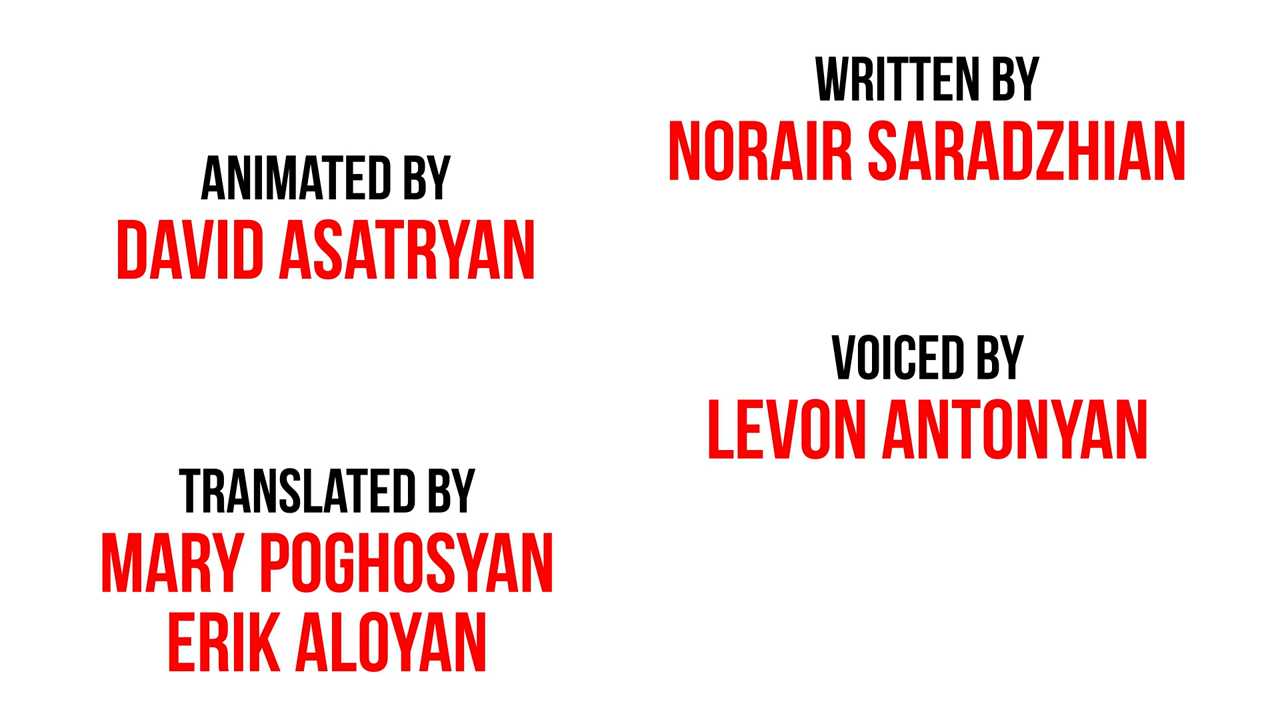 ANIMATED BY
DAVID ASATRYAN
TRANSLATED BY
MARY POGHOSYAN
ERIK ALOYAN
WRITTEN BY
NORAIR SARADZHIAN
VOICED BY
LEVON ANTONYAN